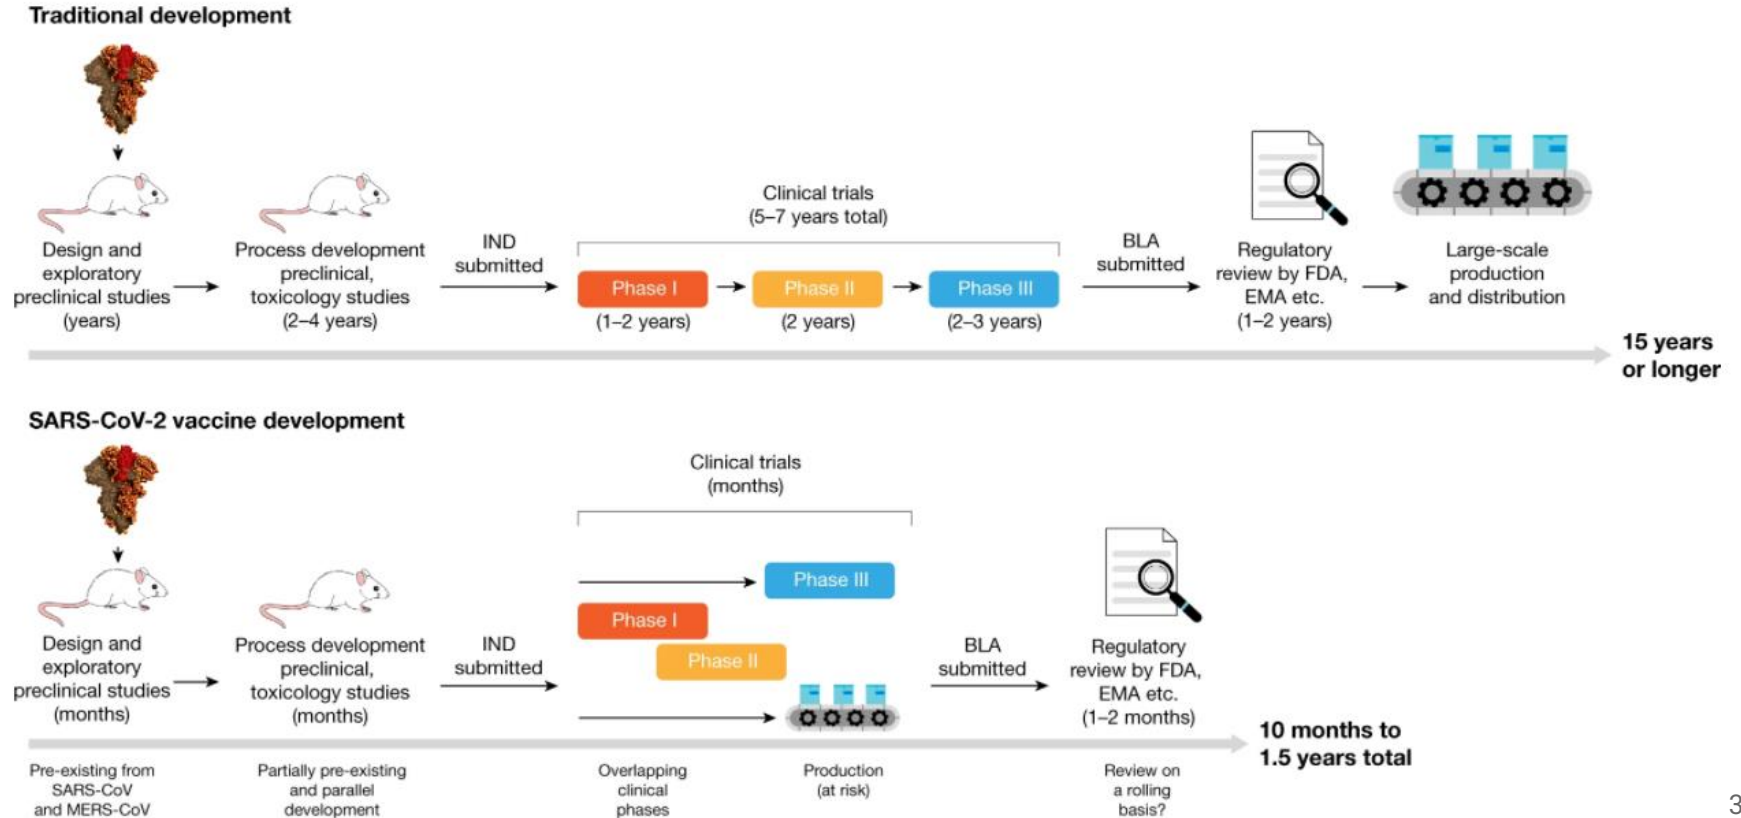 Traditional development
Design and
exploratory
preclinical studies
(years)
Process development
preclinical,
toxicology studies
(2–4 years)
IND
submitted
Clinical trials
(5–7 years total)
Phase I
(1–2 years)
Phase II
(2 years)
Phase III
(2–3 years)
BLA
submitted
Regulatory
review by FDA,
EMA etc.
(1–2 years)
Large-scale
production
and distribution
15 years
or longer
SARS-CoV-2 vaccine development
Design and
exploratory
preclinical studies
(months)
Process development
preclinical,
toxicology studies
(months)
IND
submitted
Clinical trials
(months)
Phase III
Phase I
Phase II
BLA
submitted
Regulatory
review by FDA,
EMA etc.
(1–2 months)
10 months to
1.5 years total
Pre-existing from
SARS-CoV
and MERS-CoV
Partially pre-existing
and parallel
development
Overlapping
clinical
phases
Production
(at risk)
Review on
a rolling
basis?
3